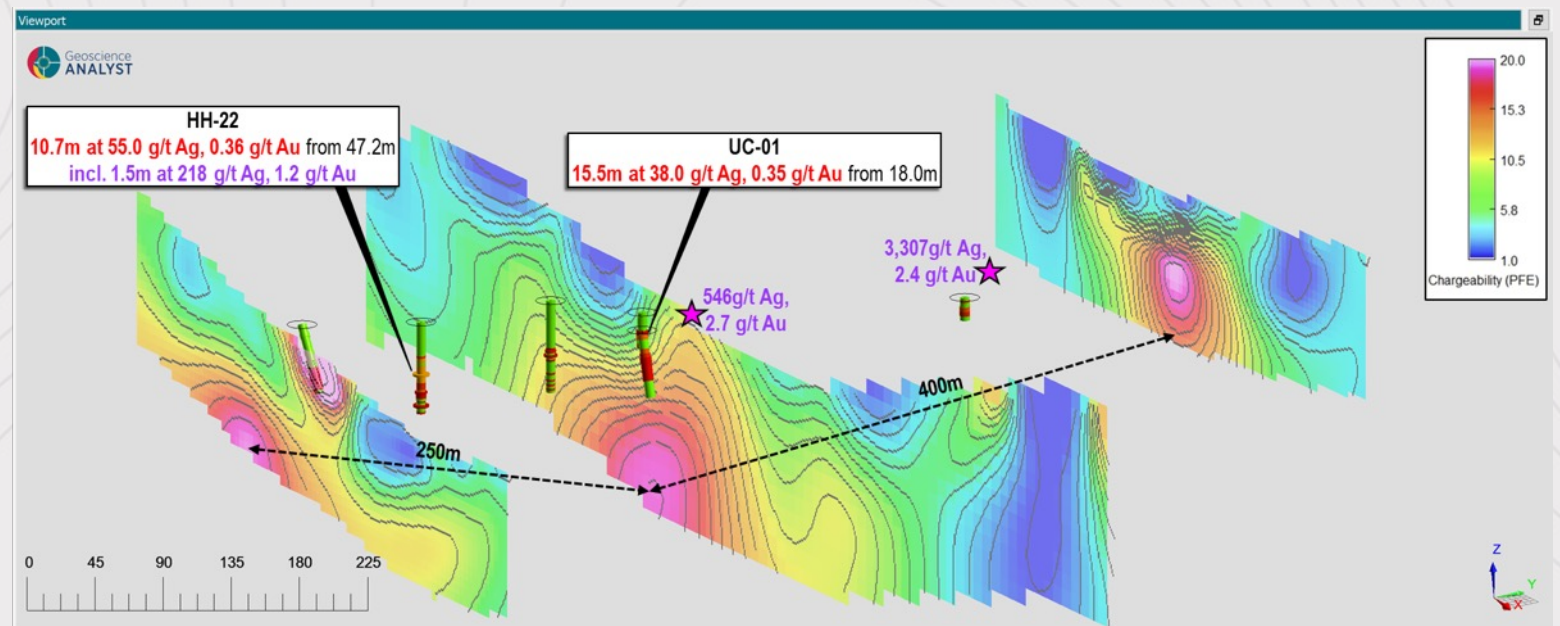 Viewport
Geoscience
ANALYST
HH-22
10.7m at 55.0 g/t Ag, 0.36 g/t Au from 47.2m
incl. 1.5m at 218 g/t Ag, 1.2 g/t Au
UC-01
15.5m at 38.0 g/t Ag, 0.35 g/t Au from 18.0m
3,307g/t Ag,
2.4 g/t Au
546g/t Ag,
2.7 g/t Au
400m
250m
20.0
15.3
10.5
5.8
1.0
Chargeability (PFE)
0 45 90 135 180 225
Z
Y
X